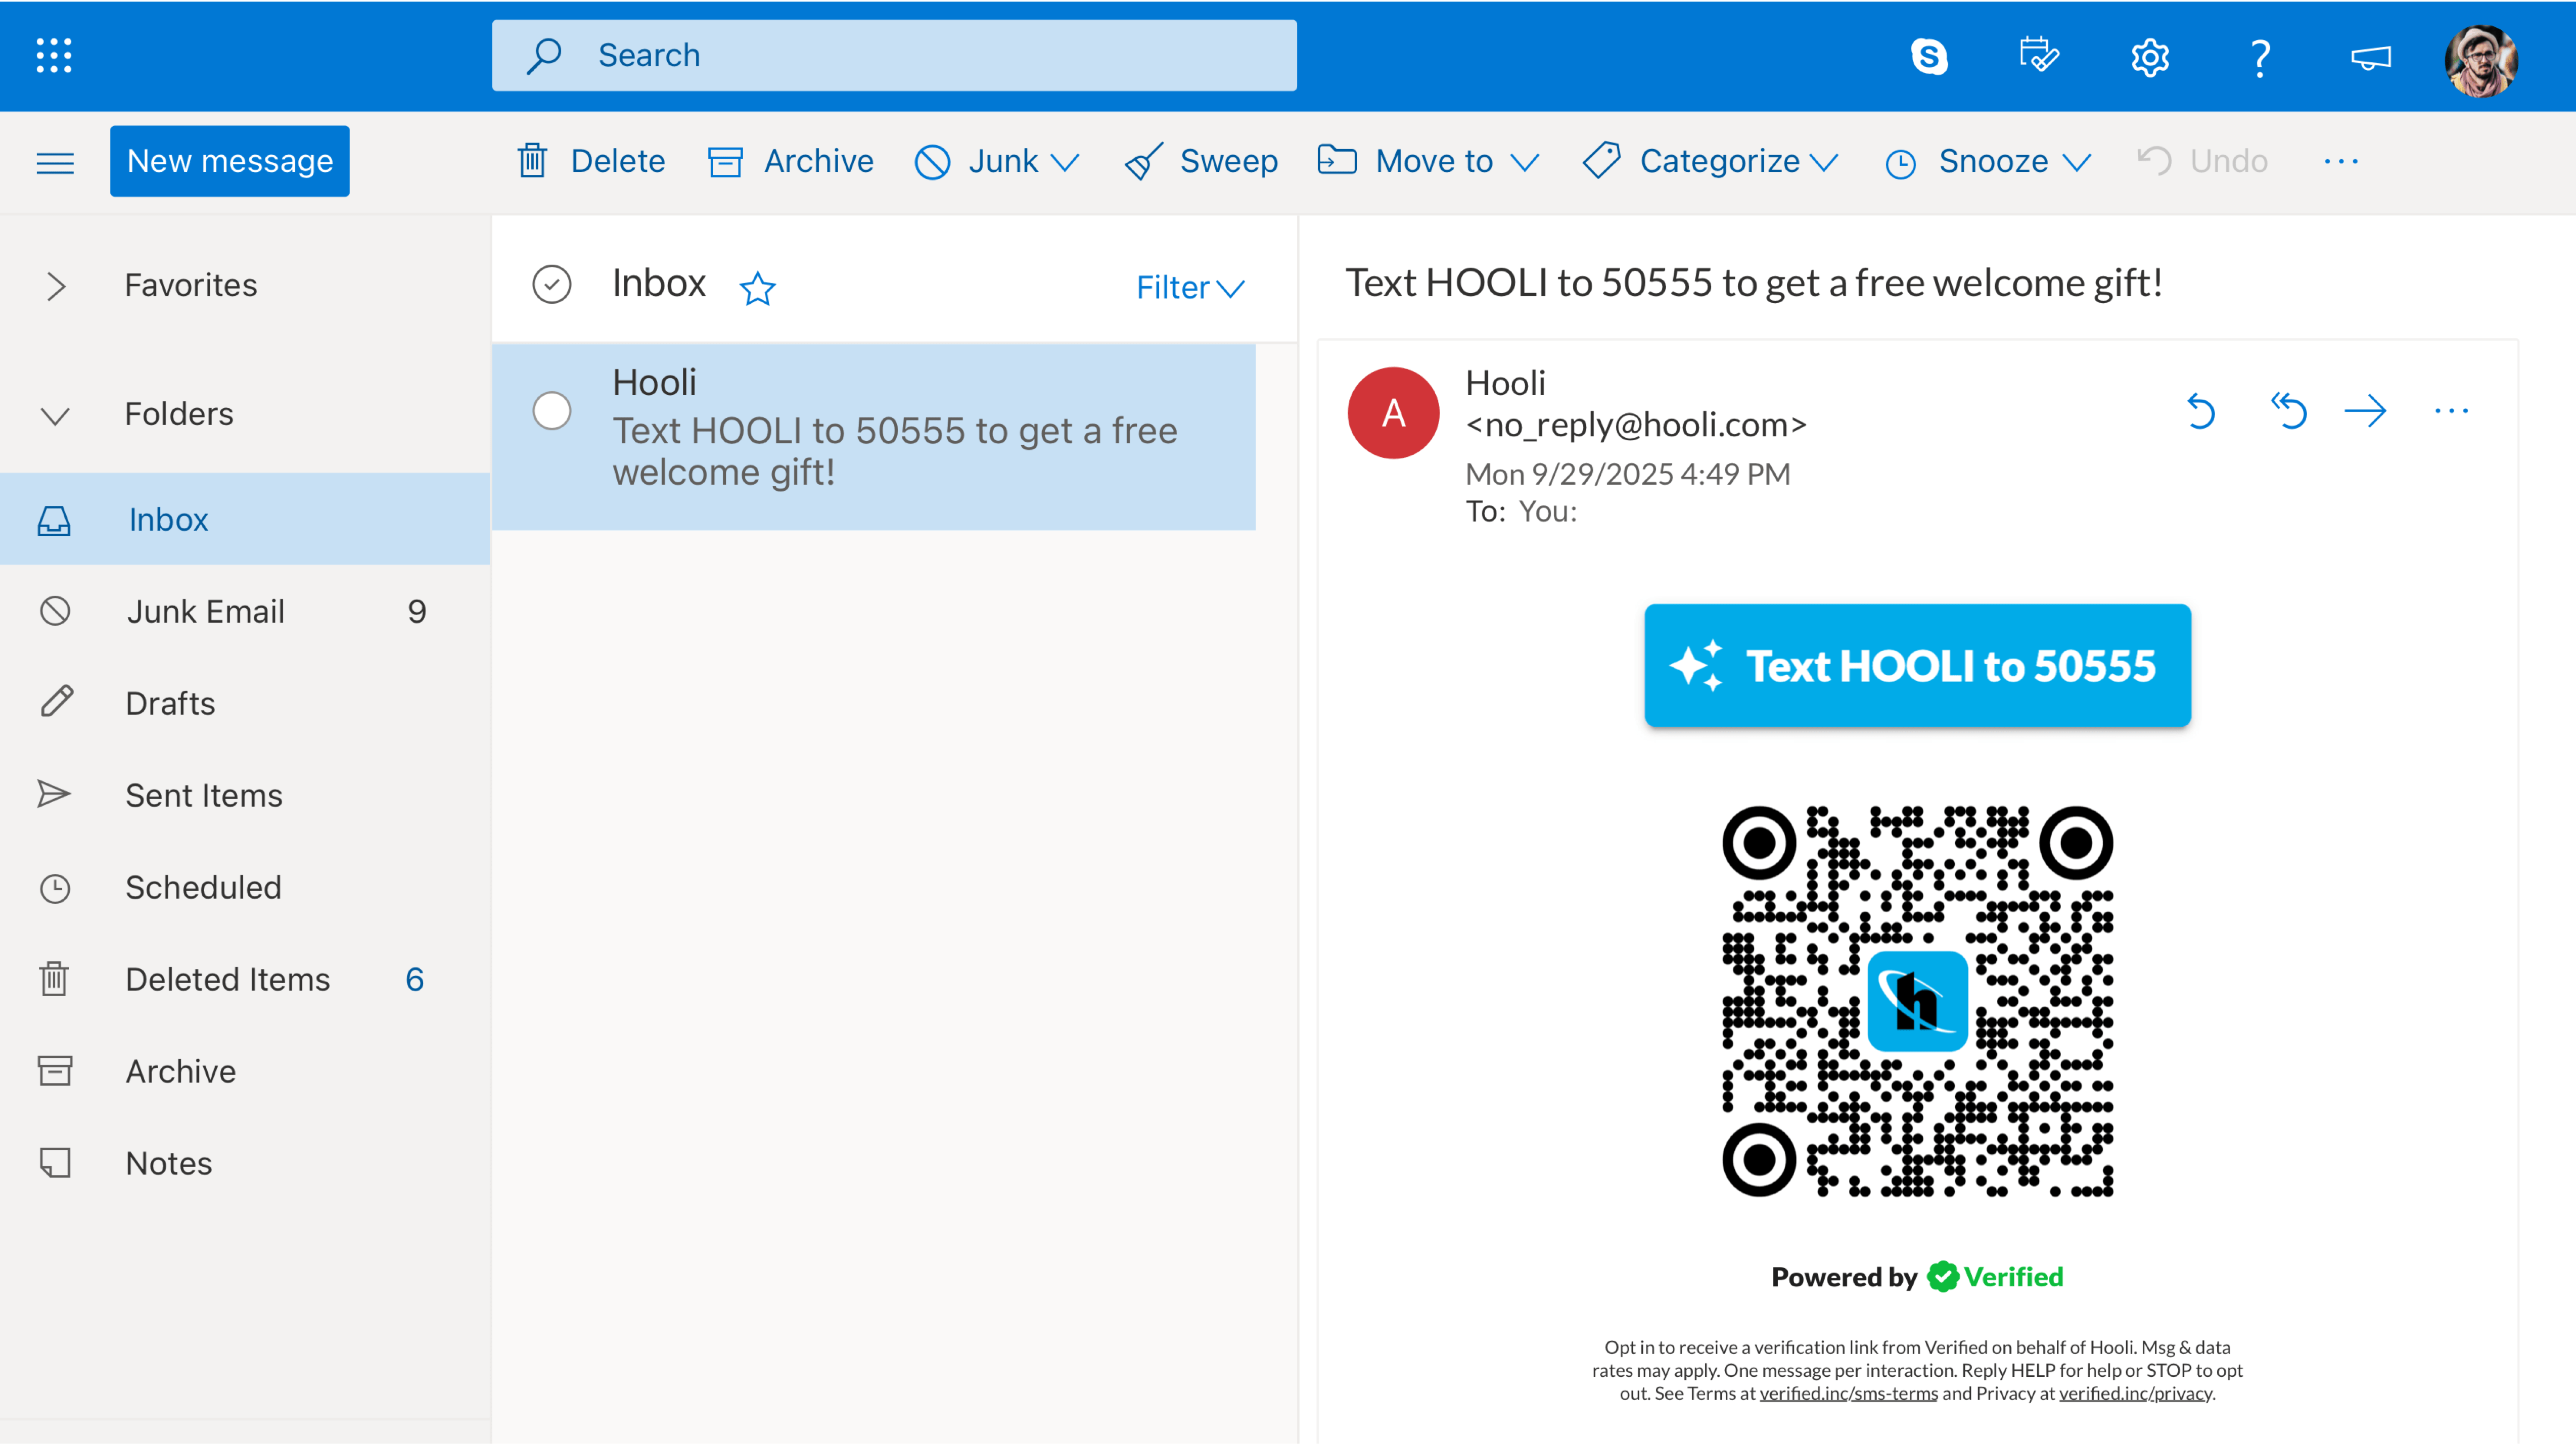 Search
New message
Delete
Archive
Junk
Sweep
Move to
Categorize
Snooze
Undo
Favorites
Folders
Inbox
Junk Email 9
Drafts
Sent Items
Scheduled
Deleted Items 6
Archive
Notes
Inbox
Filter
Hooli
Text HOOLI to 50555 to get a free
welcome gift!
Text HOOLI to 50555 to get a free welcome gift!
A
Hooli
<no_reply@hooli.com>
Mon 9/29/2025 4:49 PM
To: You:
Text HOOLI to 50555
h
Powered by Verified
Opt in to receive a verification link from Verified on behalf of Hooli. Msg & data
rates may apply. One message per interaction. Reply HELP for help or STOP to opt
out. See Terms at verified.inc/sms-terms and Privacy at verified.inc/privacy.